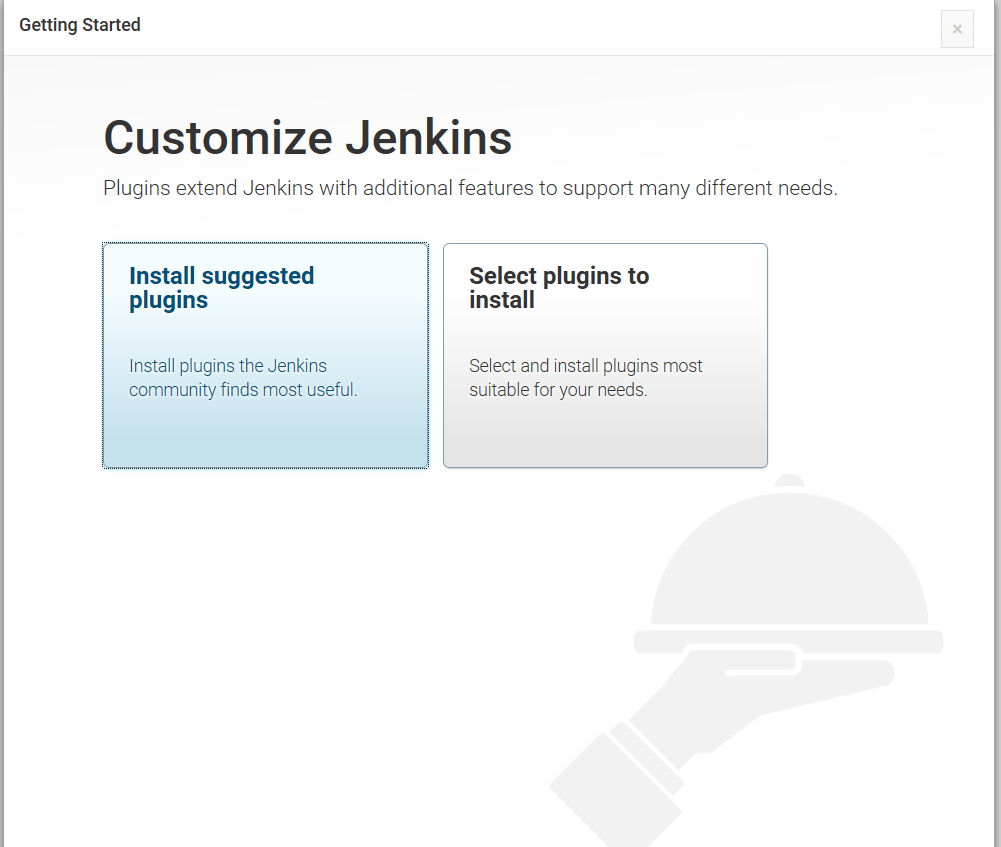 Getting Started
×
Customize Jenkins
Plugins extend Jenkins with additional features to support many different needs.
Install suggested
plugins
Install plugins the Jenkins
community finds most useful.
Select plugins to
install
Select and install plugins most
suitable for your needs.